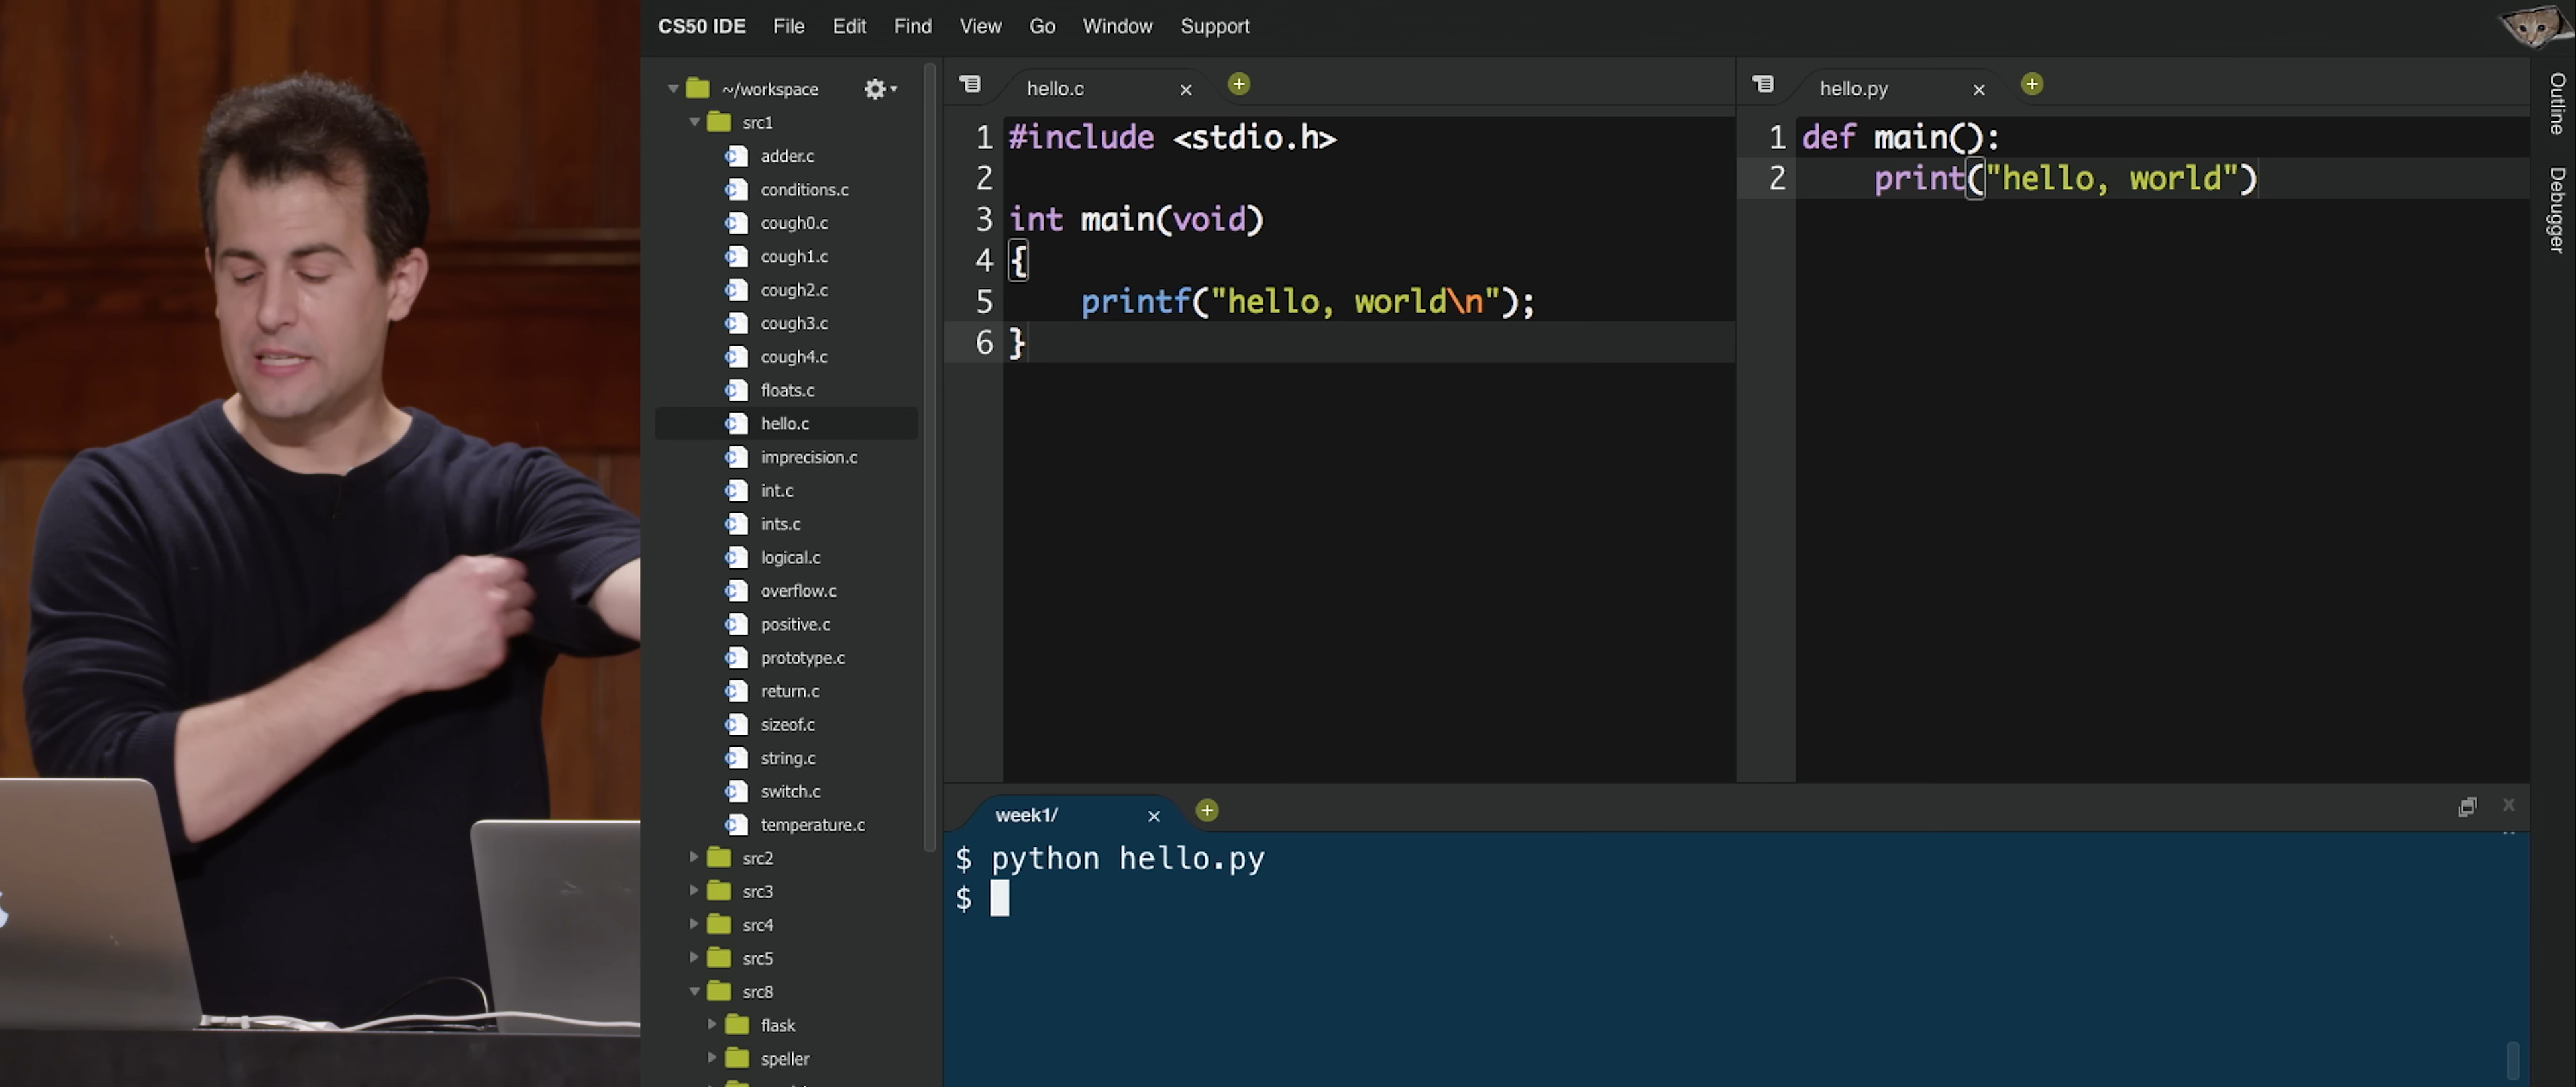 CS50 IDE File Edit Find View Go Window Support
~/workspace
src1
adder.c
conditions.c
cough0.c
cough1.c
cough2.c
cough3.c
cough4.c
floats.c
hello.c
imprecision.c
int.c
ints.c
logical.c
overflow.c
positive.c
prototype.c
return.c
sizeof.c
string.c
switch.c
temperature.c
src2
src3
src4
src5
src8
flask
speller
hello.c
1 #include <stdio.h>
2
3 int main(void)
4 {
5 printf("hello, world\n");
6 }
hello.py
1 def main():
2 print("hello, world")
week1/
$ python hello.py
$
Outline
Debugger